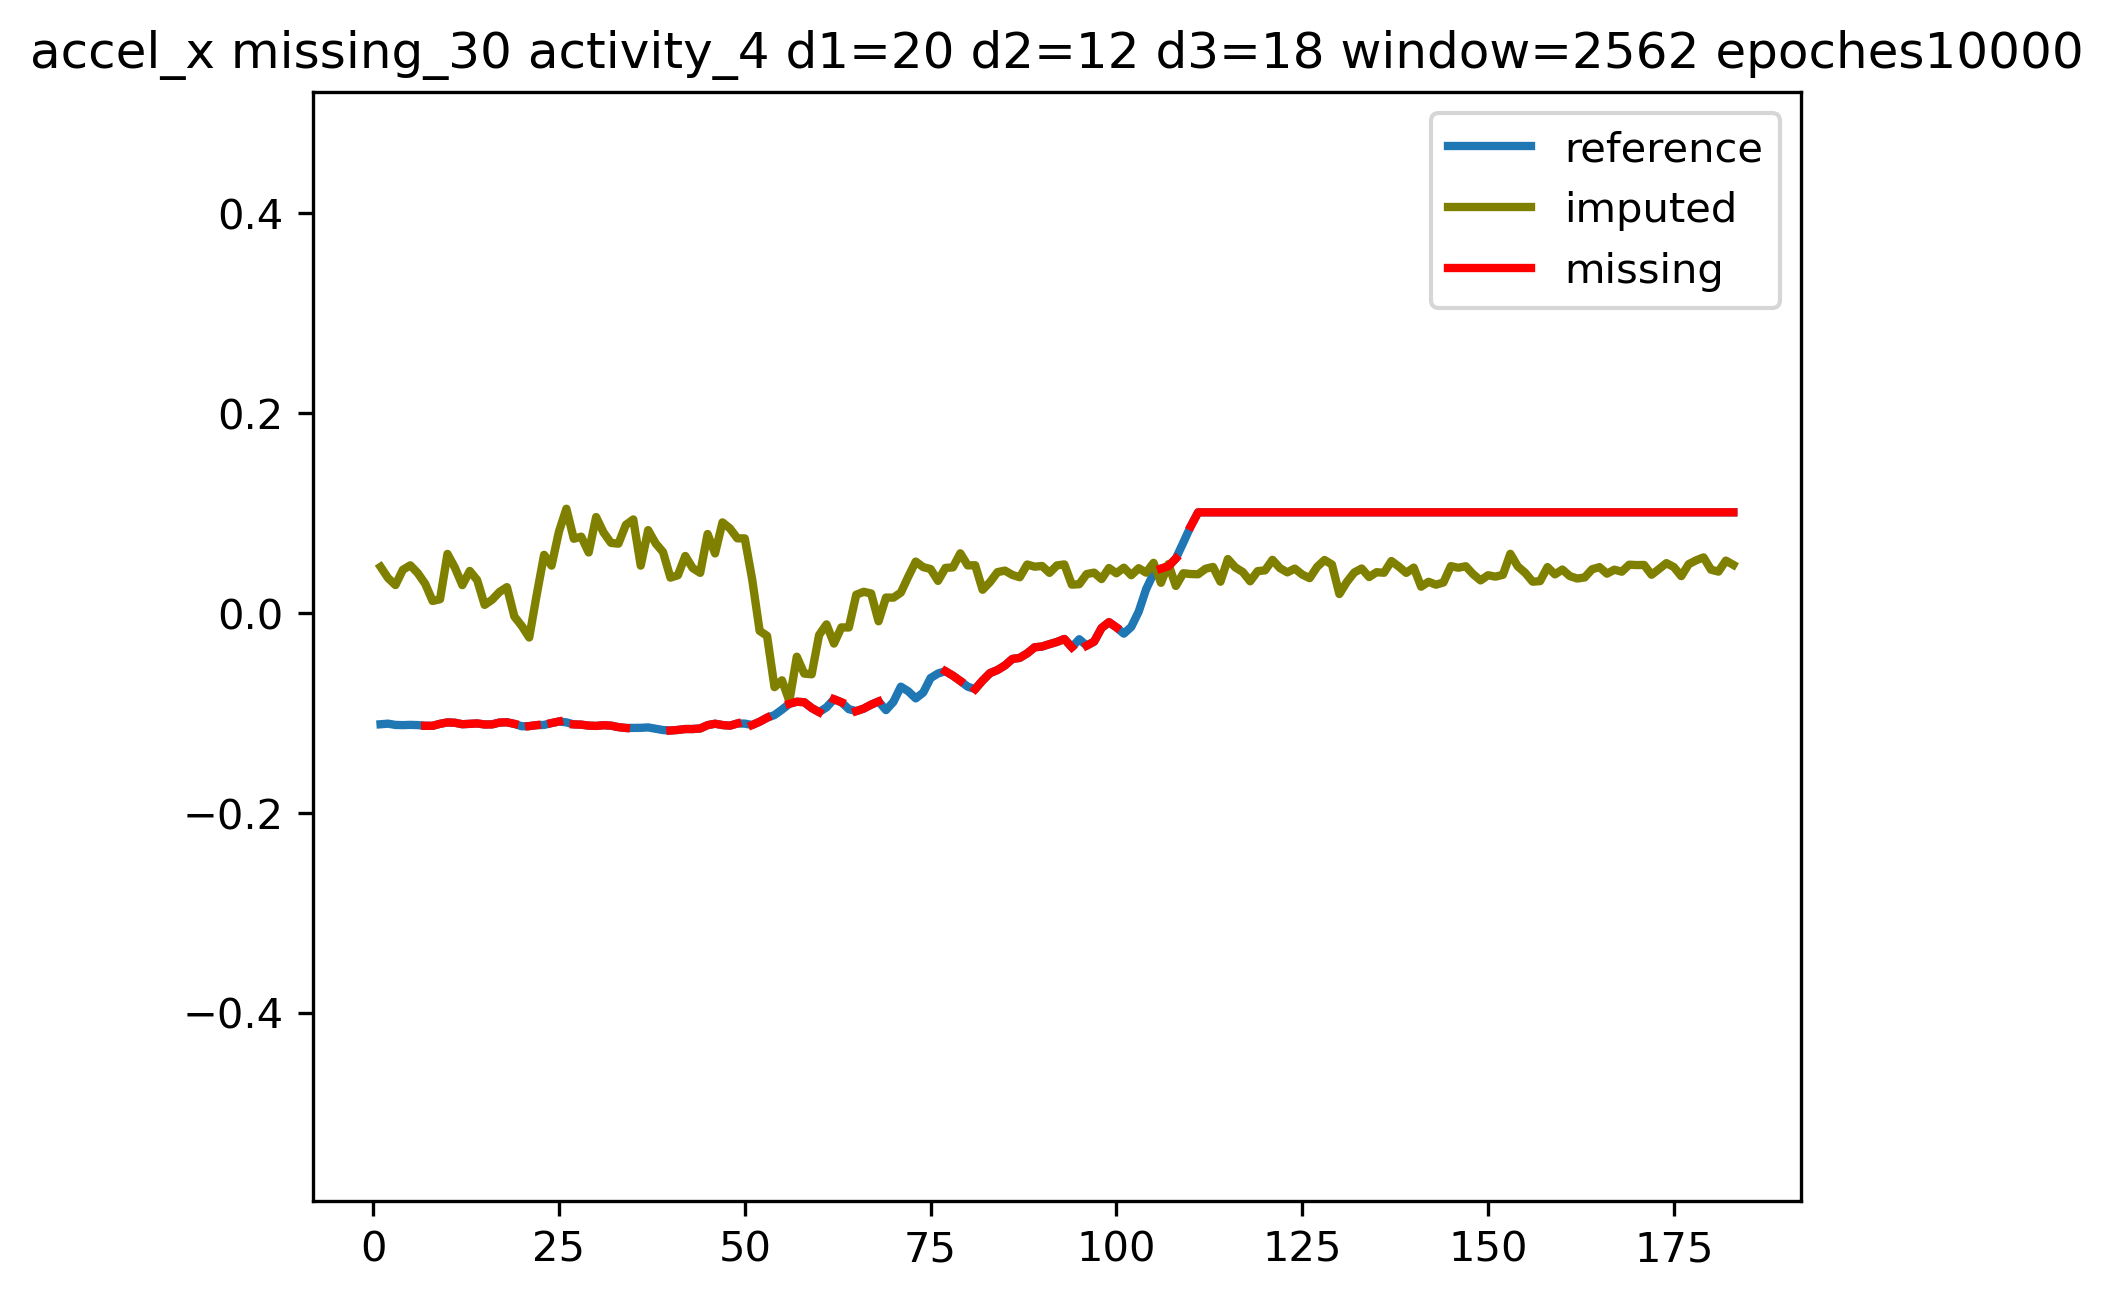 accel_x missing_30 activity_4 d1=20 d2=12 d3=18 window=2562 epoches10000
reference
imputed
missing
0.4
0.2
0.0
−0.2
−0.4
0 25 50 75 100 125 150 175